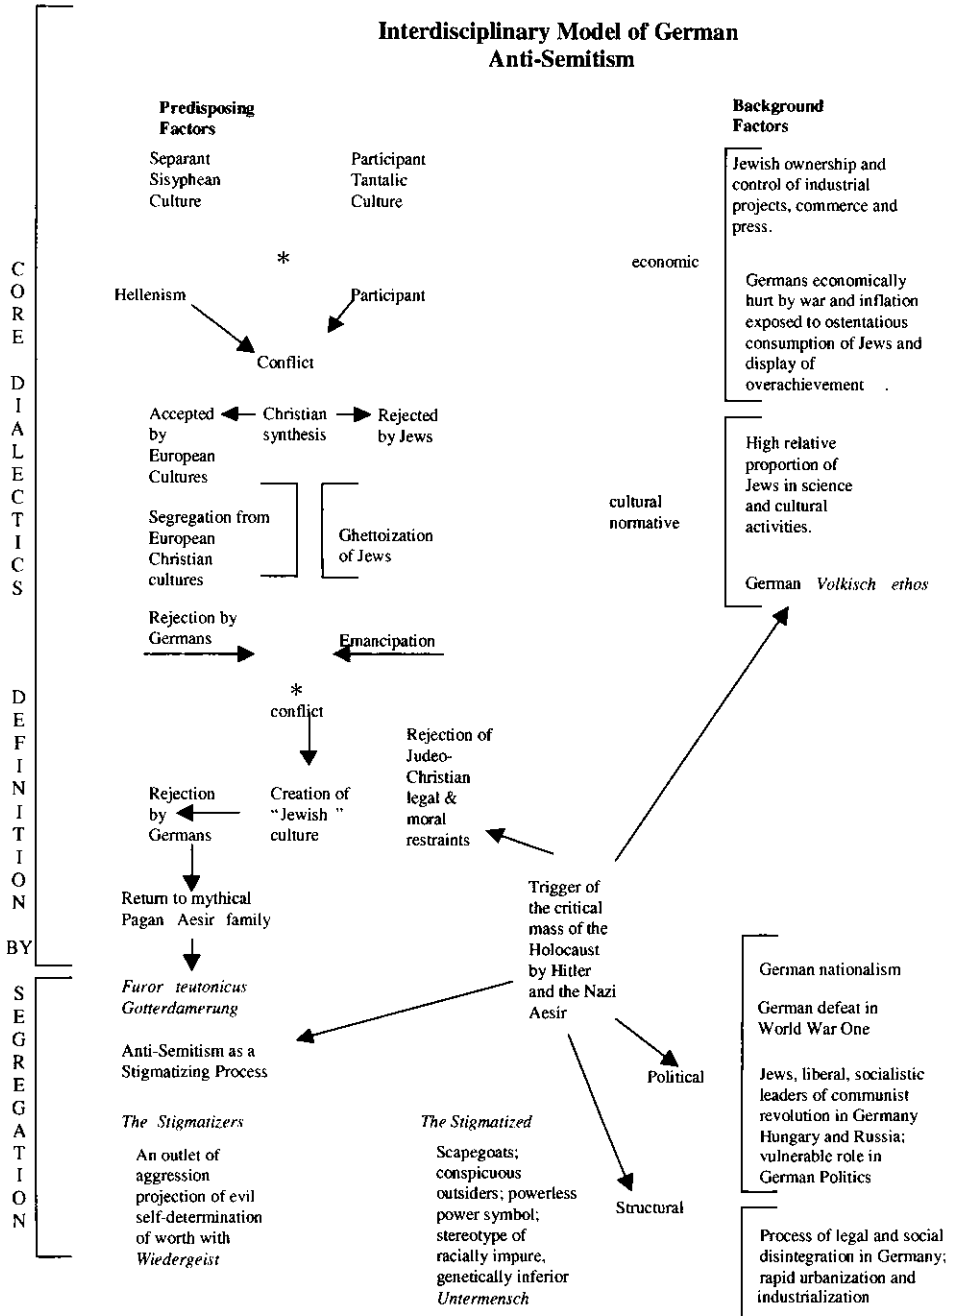 Interdisciplinary Model of German
Anti-Semitism
Predisposing
Factors
Separant
Sisyphean
Culture
Participant
Tantalic
Culture
*
Hellenism
Participant
Conflict
Accepted
by
European
Cultures
Christian
synthesis
Rejected
by Jews
Segregation from
European
Christian
cultures
Ghettoization
of Jews
Rejection by
Germans
Emancipation
*
conflict
Rejection
by
Germans
Creation of
"Jewish "
culture
Rejection of
Judeo-
Christian
legal &
moral
restraints
Return to mythical
Pagan Aesir family
Furor teutonicus
Gotterdamerung
Trigger of
the critical
mass of the
Holocaust
by Hitler
and the Nazi
Aesir
Anti-Semitism as a
Stigmatizing Process
The Stigmatizers
An outlet of
aggression
projection of evil
self-determination
of worth with
Wiedergeist
The Stigmatized
Scapegoats;
conspicuous
outsiders; powerless
power symbol;
stereotype of
racially impure,
genetically inferior
Untermensch
Background
Factors
economic
Jewish ownership and
control of industrial
projects, commerce and
press.
Germans economically
hurt by war and inflation
exposed to ostentatious
consumption of Jews and
display of
overachievement .
cultural
normative
High relative
proportion of
Jews in science
and cultural
activities.
German Volkisch ethos
Political
German nationalism
German defeat in
World War One
Jews, liberal, socialistic
leaders of communist
revolution in Germany
Hungary and Russia;
vulnerable role in
German Politics
Structural
Process of legal and social
disintegration in Germany;
rapid urbanization and
industrialization
CORE DIALECTICS
DEFINITION
BY
SEGREGATION